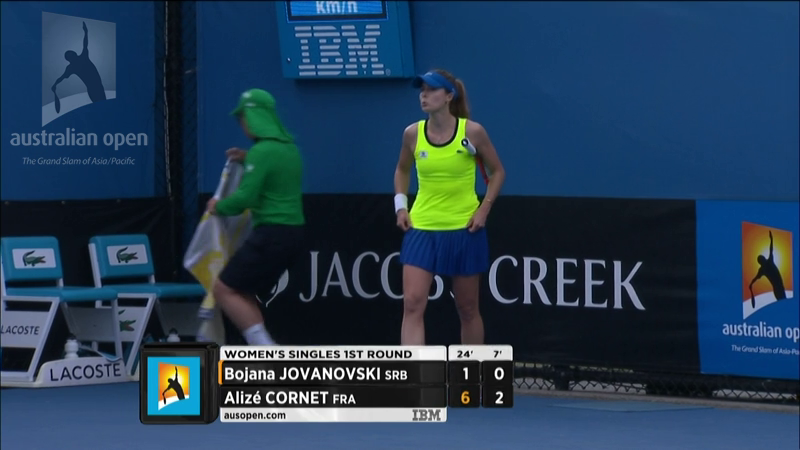 km/h
IBM
australian open
The Grand Slam of Asia/Pacific
JACOB'S CREEK
LACOSTE
LACOSTE
australian open
The Grand Slam of Asia/Pacific
WOMEN'S SINGLES 1ST ROUND 24' 7'
Bojana JOVANOVSKI SRB 1 0
Alizé CORNET FRA 6 2
ausopen.com IBM